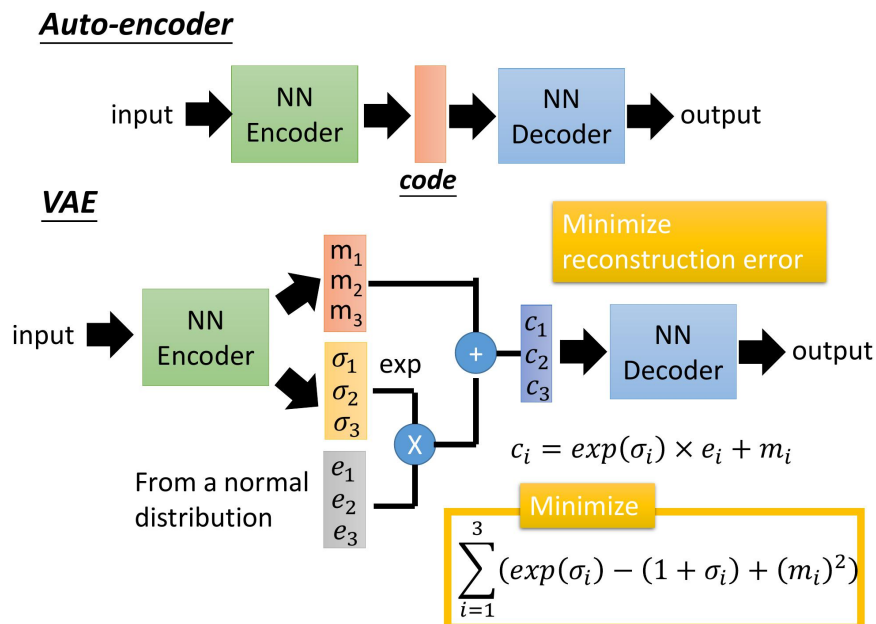 Auto-encoder
input
NN
Encoder
code
NN
Decoder
output
VAE
input
NN
Encoder
m₁
m₂
m₃
σ₁
σ₂
σ₃
exp
From a normal
distribution
e₁
e₂
e₃
X
+
c₁
c₂
c₃
Minimize
reconstruction error
NN
Decoder
output
cᵢ = exp(σᵢ) × eᵢ + mᵢ
Minimize
∑_{i=1}^{3} (exp(σᵢ) − (1 + σᵢ) + (mᵢ)²)